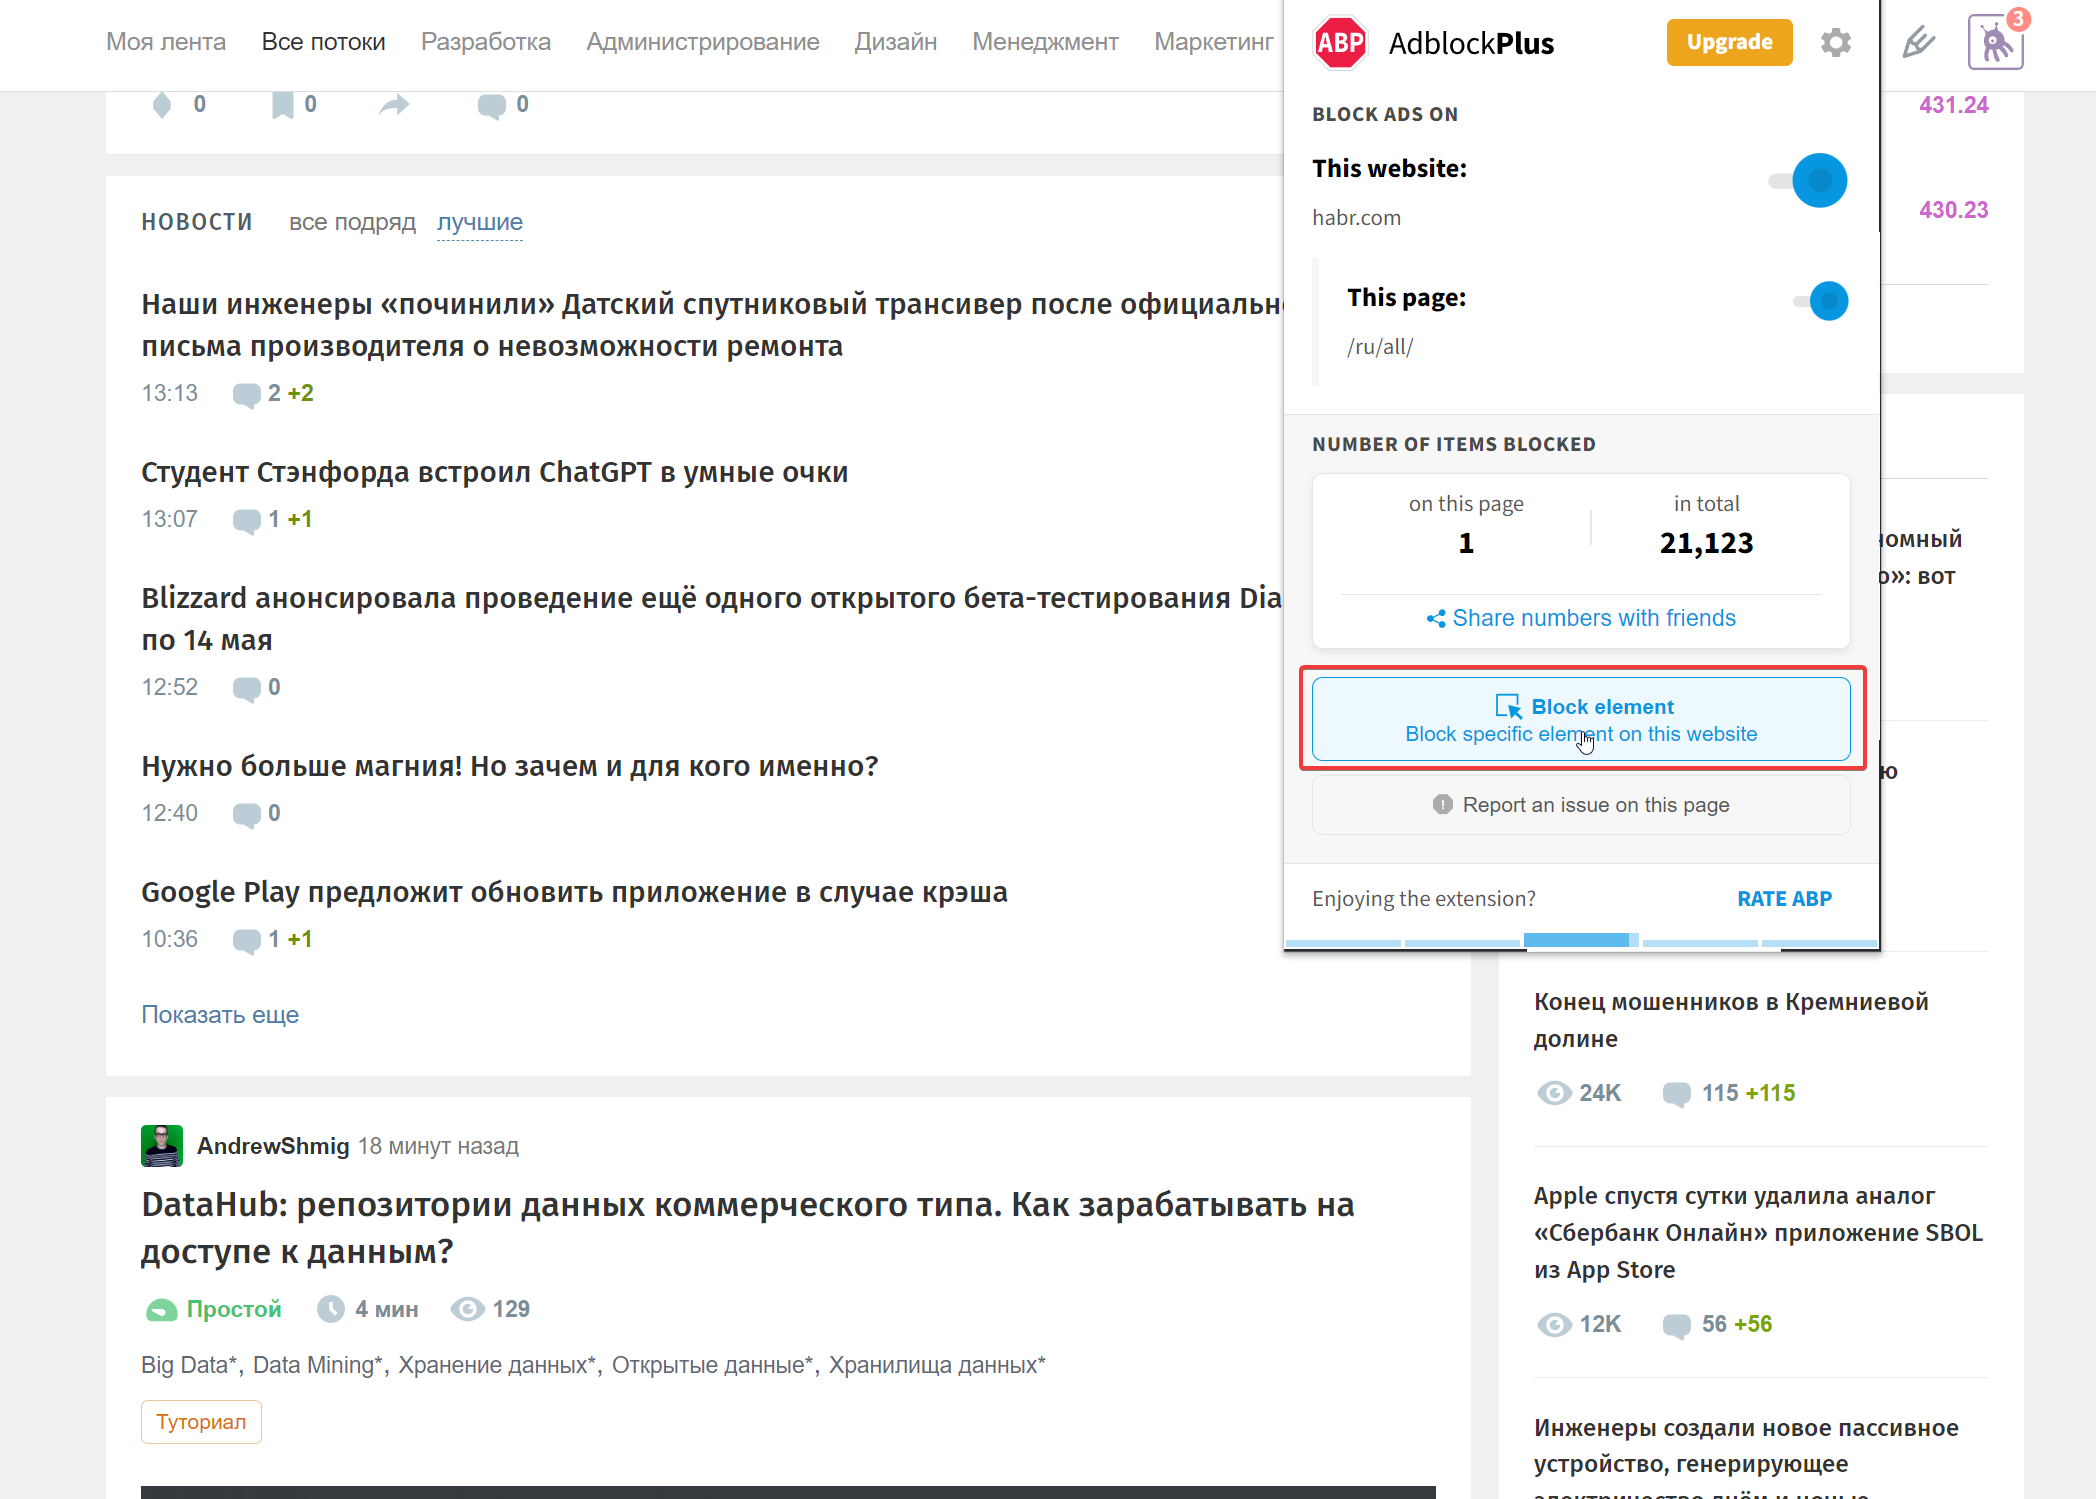 Моя лента Все потоки Разработка Администрирование Дизайн Менеджмент Маркетинг
3
0 0 0
НОВОСТИ все подряд лучшие
Наши инженеры «починили» Датский спутниковый трансивер после официальн
письма производителя о невозможности ремонта
13:13 2 +2
Студент Стэнфорда встроил ChatGPT в умные очки
13:07 1 +1
Blizzard анонсировала проведение ещё одного открытого бета-тестирования Dia
по 14 мая
12:52 0
Нужно больше магния! Но зачем и для кого именно?
12:40 0
Google Play предложит обновить приложение в случае крэша
10:36 1 +1
Показать еще
AndrewShmig 18 минут назад
DataHub: репозитории данных коммерческого типа. Как зарабатывать на
доступе к данным?
Простой 4 мин 129
Big Data*, Data Mining*, Хранение данных*, Открытые данные*, Хранилища данных*
Туториал
ABP AdblockPlus Upgrade
BLOCK ADS ON
This website:
habr.com
This page:
/ru/all/
NUMBER OF ITEMS BLOCKED
on this page in total
1 21,123
Share numbers with friends
Block element
Block specific element on this website
Report an issue on this page
Enjoying the extension? RATE ABP
431.24
430.23
номный
о»: вот
ю
Конец мошенников в Кремниевой
долине
24K 115 +115
Apple спустя сутки удалила аналог
«Сбербанк Онлайн» приложение SBOL
из App Store
12K 56 +56
Инженеры создали новое пассивное
устройство, генерирующее
электричество днём и ночью